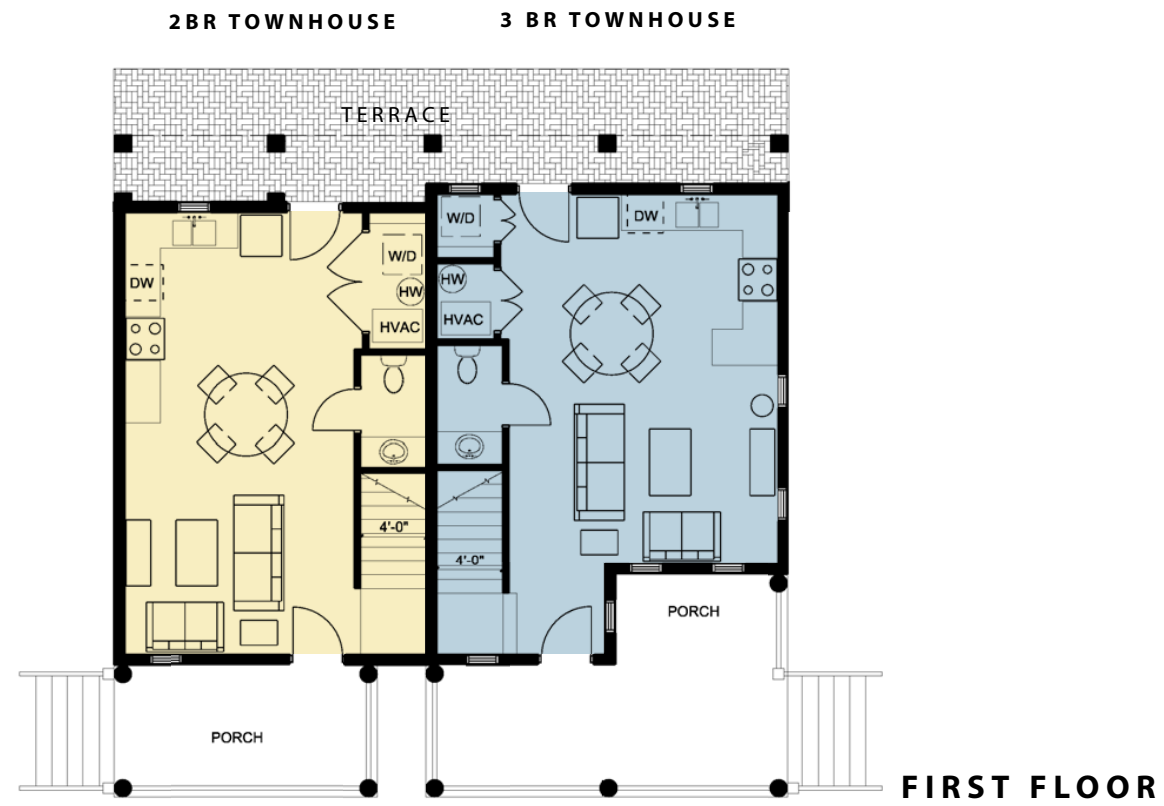 2BR TOWNHOUSE
3 BR TOWNHOUSE
TERRACE
W/D
DW
W/D
DW
HW
HW
HVAC
HVAC
4'-0"
4'-0"
PORCH
PORCH
FIRST FLOOR